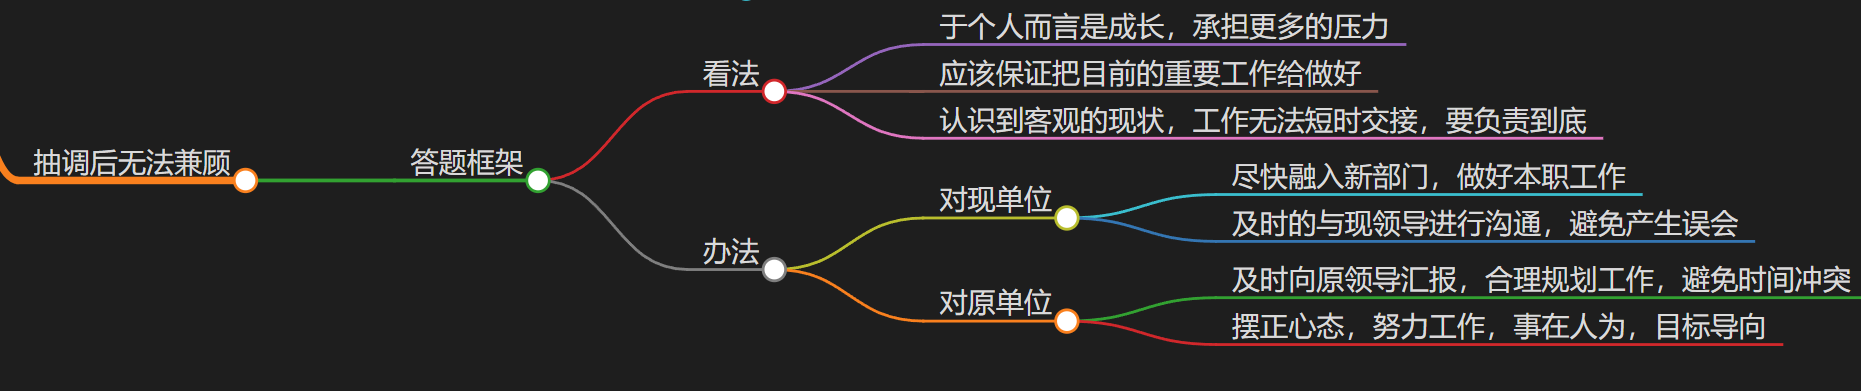 抽调后无法兼顾
答题框架
看法
于个人而言是成长，承担更多的压力
应该保证把目前的重要工作给做好
认识到客观的现状，工作无法短时交接，要负责到底
办法
对现单位
尽快融入新部门，做好本职工作
及时的与现领导进行沟通，避免产生误会
对原单位
及时向原领导汇报，合理规划工作，避免时间冲突
摆正心态，努力工作，事在人为，目标导向